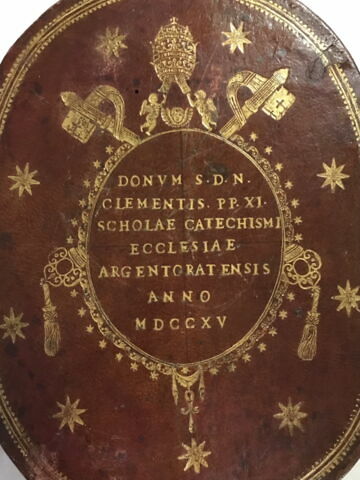 DONVM S·D·N.
CLEMENTIS. PP·XI·
SCHOLAE CATECHISMI
ECCLESIAE
ARGENTORATENSIS
ANNO
MDCCXV